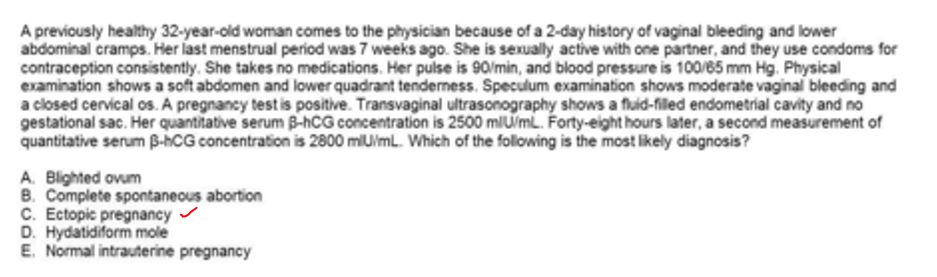 A previously healthy 32-year-old woman comes to the physician because of a 2-day history of vaginal bleeding and lower
abdominal cramps. Her last menstrual period was 7 weeks ago. She is sexually active with one partner, and they use condoms for
contraception consistently. She takes no medications. Her pulse is 90/min, and blood pressure is 100/65 mm Hg. Physical
examination shows a soft abdomen and lower quadrant tenderness. Speculum examination shows moderate vaginal bleeding and
a closed cervical os. A pregnancy test is positive. Transvaginal ultrasonography shows a fluid-filled endometrial cavity and no
gestational sac. Her quantitative serum β-hCG concentration is 2500 mIU/mL. Forty-eight hours later, a second measurement of
quantitative serum β-hCG concentration is 2800 mIU/mL. Which of the following is the most likely diagnosis?
A. Blighted ovum
B. Complete spontaneous abortion
C. Ectopic pregnancy ✓
D. Hydatidiform mole
E. Normal intrauterine pregnancy